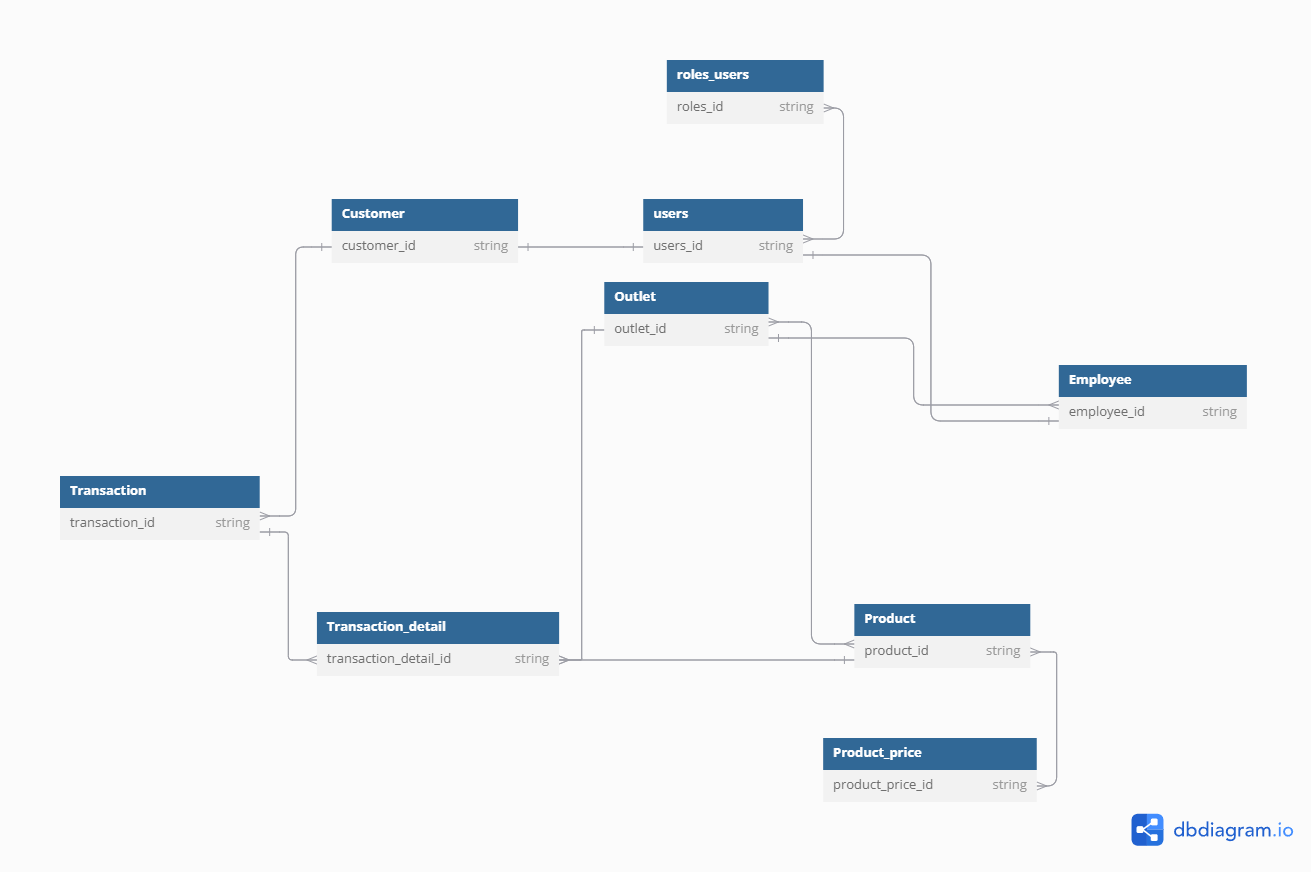 roles_users
roles_id string
Customer
customer_id string
users
users_id string
Outlet
outlet_id string
Employee
employee_id string
Transaction
transaction_id string
Transaction_detail
transaction_detail_id string
Product
product_id string
Product_price
product_price_id string
dbdiagram.io